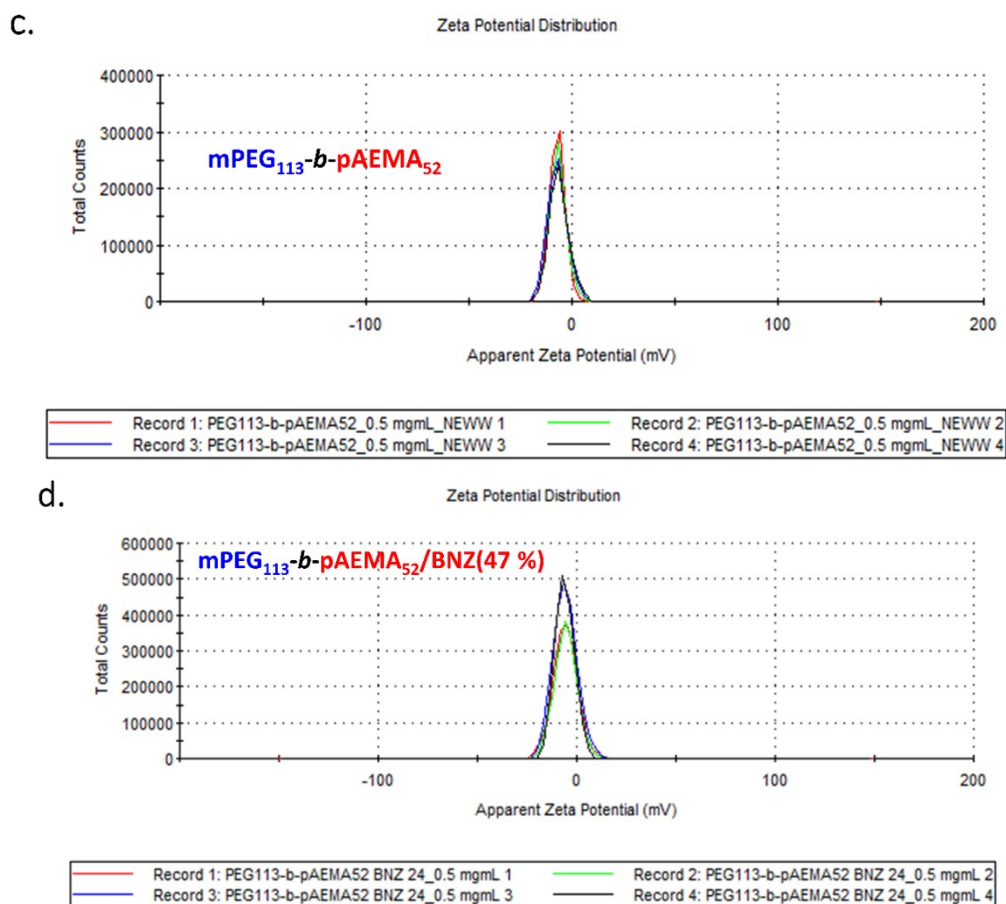 c.
Zeta Potential Distribution
400000
300000
200000
100000
0
Total Counts
mPEG₁₁₃-b-pAEMA₅₂
-100 0 100 200
Apparent Zeta Potential (mV)
Record 1: PEG113-b-pAEMA52_0.5 mgmL_NEWW 1 Record 2: PEG113-b-pAEMA52_0.5 mgmL_NEWW 2
Record 3: PEG113-b-pAEMA52_0.5 mgmL_NEWW 3 Record 4: PEG113-b-pAEMA52_0.5 mgmL_NEWW 4
d.
Zeta Potential Distribution
600000
500000
400000
300000
200000
100000
0
Total Counts
mPEG₁₁₃-b-pAEMA₅₂/BNZ(47 %)
-100 0 100 200
Apparent Zeta Potential (mV)
Record 1: PEG113-b-pAEMA52 BNZ 24_0.5 mgmL 1 Record 2: PEG113-b-pAEMA52 BNZ 24_0.5 mgmL 2
Record 3: PEG113-b-pAEMA52 BNZ 24_0.5 mgmL 3 Record 4: PEG113-b-pAEMA52 BNZ 24_0.5 mgmL 4